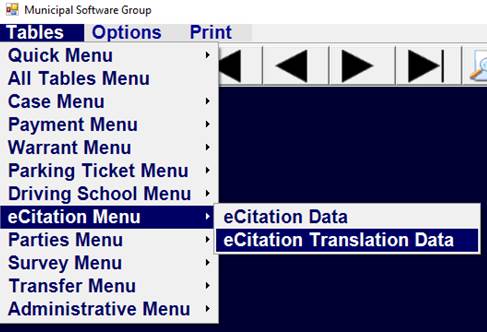 Municipal Software Group
Tables Options Print
Quick Menu
All Tables Menu
Case Menu
Payment Menu
Warrant Menu
Parking Ticket Menu
Driving School Menu
eCitation Menu
eCitation Data
eCitation Translation Data
Parties Menu
Survey Menu
Transfer Menu
Administrative Menu